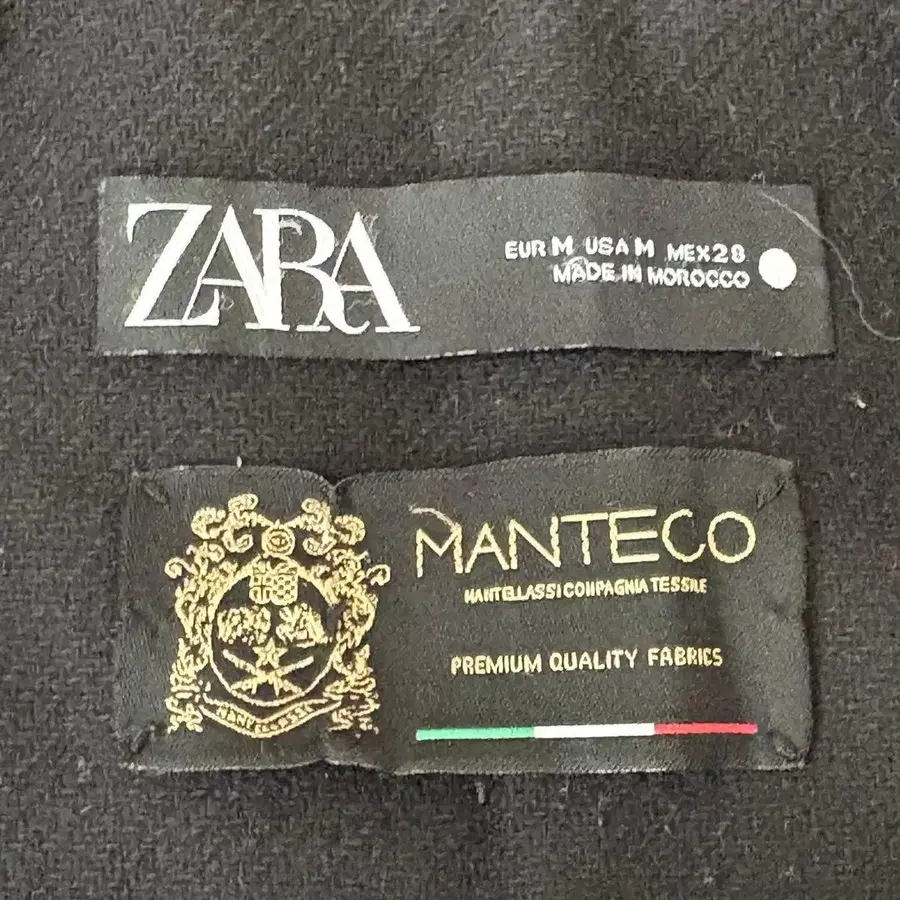 ZARA
EUR M USA M MEX 28
MADE IN MOROCCO
MANTECO
MANTELLASSI COMPAGNIA TESSILE
PREMIUM QUALITY FABRICS